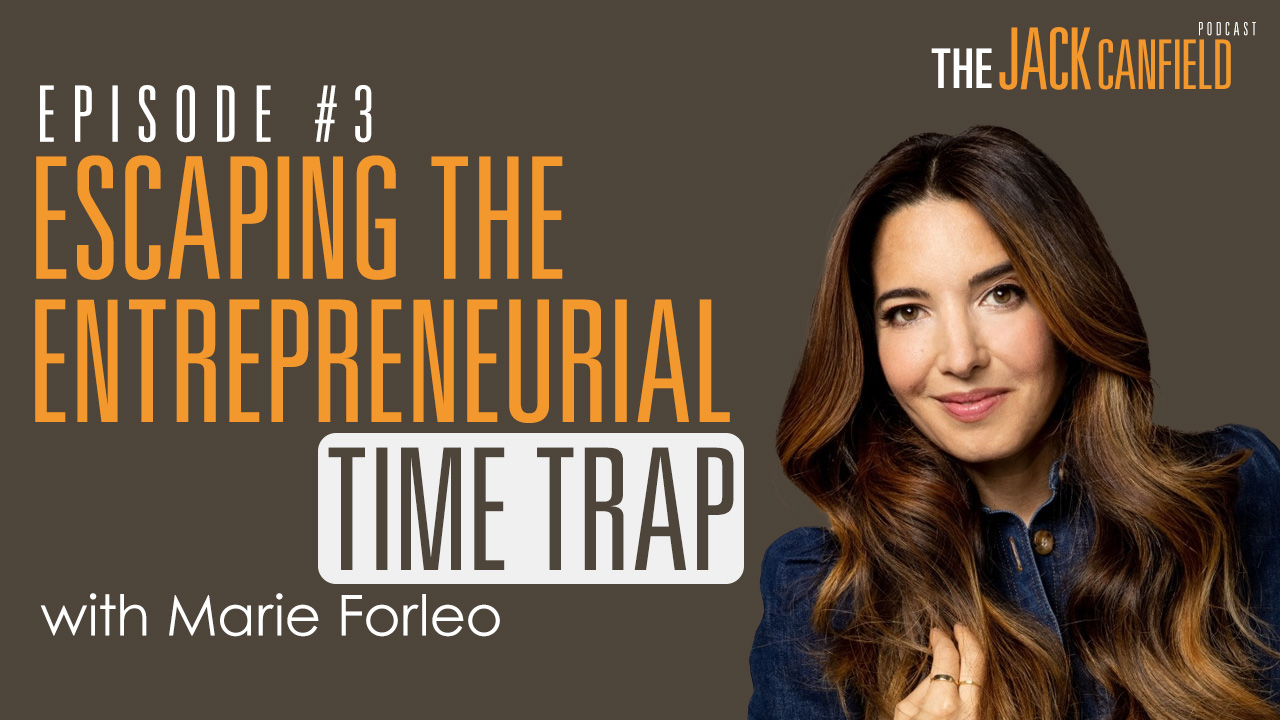 PODCAST
THE JACK CANFIELD
EPISODE #3
ESCAPING THE
ENTREPRENEURIAL
TIME TRAP
with Marie Forleo